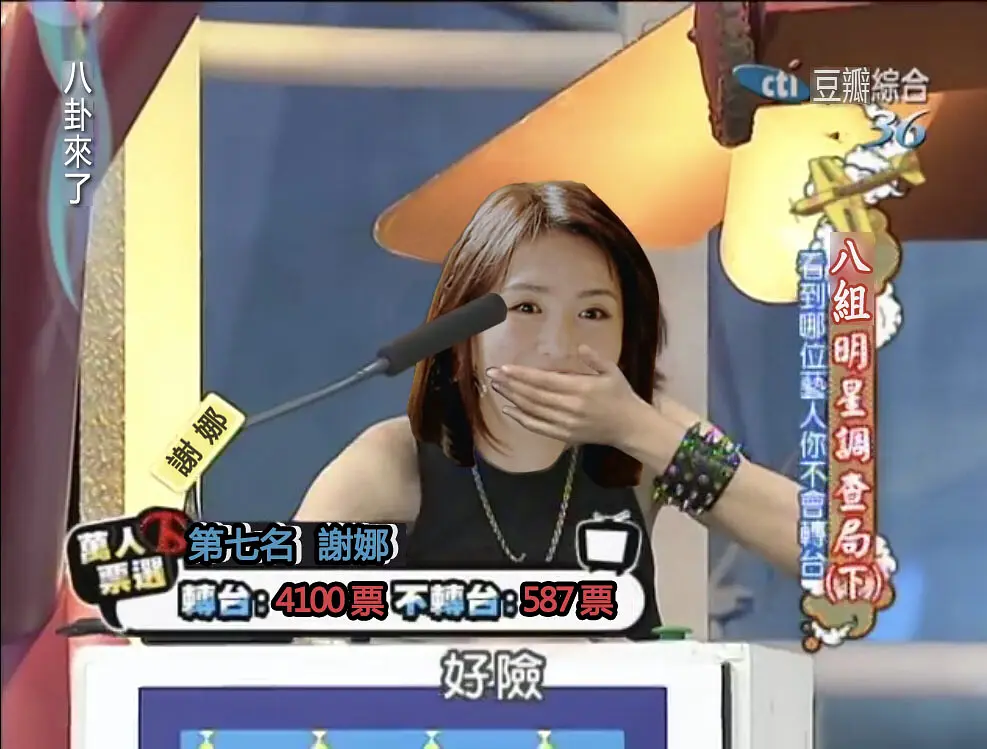 八卦來了
cti 豆瓣綜合
36
八組明星調查局(下)
看到哪位藝人你不會轉台
謝娜
萬人票選
第七名 謝娜
轉台：4100票 不轉台：587票
好險